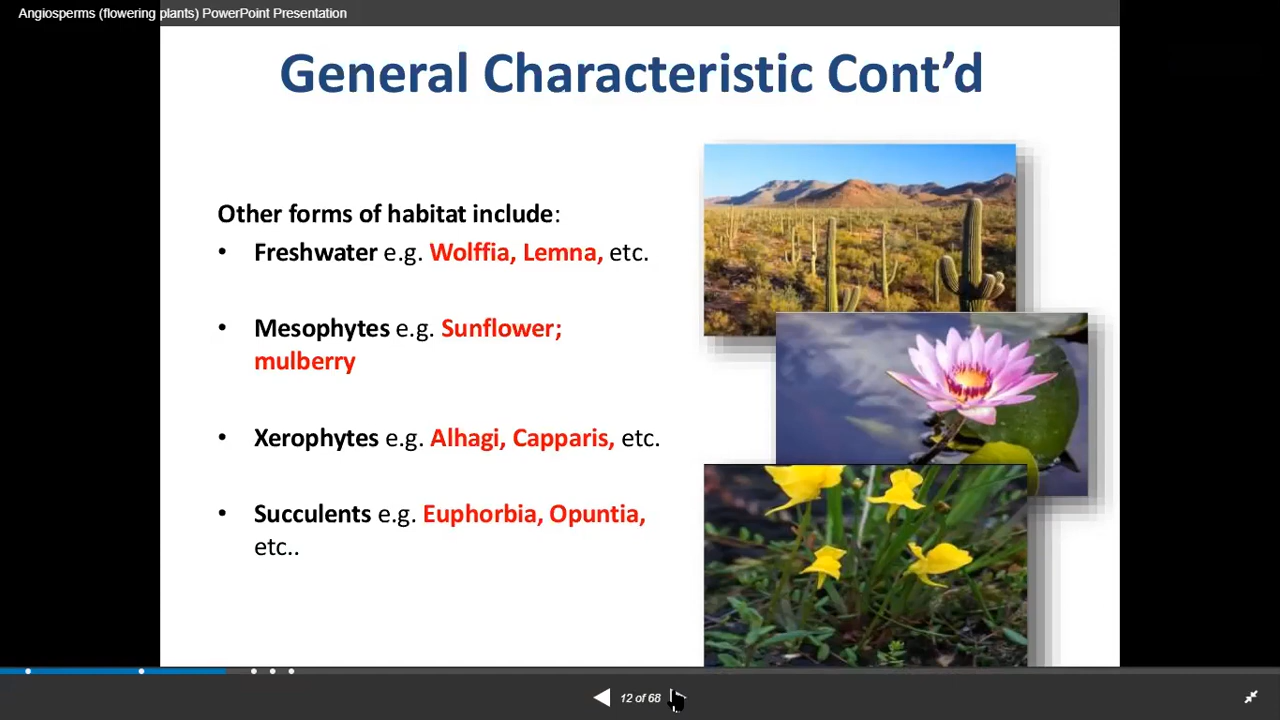 Angiosperms (flowering plants) PowerPoint Presentation
General Characteristic Cont’d
Other forms of habitat include:
• Freshwater e.g. Wolffia, Lemna, etc.
• Mesophytes e.g. Sunflower;
mulberry
• Xerophytes e.g. Alhagi, Capparis, etc.
• Succulents e.g. Euphorbia, Opuntia,
etc..
12 of 68